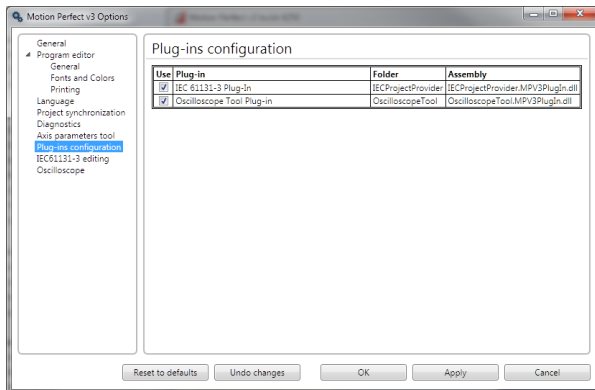 Motion Perfect v3 Options
General
Program editor
General
Fonts and Colors
Printing
Language
Project synchronization
Diagnostics
Axis parameters tool
Plug-ins configuration
IEC61131-3 editing
Oscilloscope
Plug-ins configuration
Use Plug-in Folder Assembly
IEC 61131-3 Plug-In IECProjectProvider IECProjectProvider.MPV3PlugIn.dll
Oscilloscope Tool Plug-in OscilloscopeTool OscilloscopeTool.MPV3PlugIn.dll
Reset to defaults Undo changes OK Apply Cancel